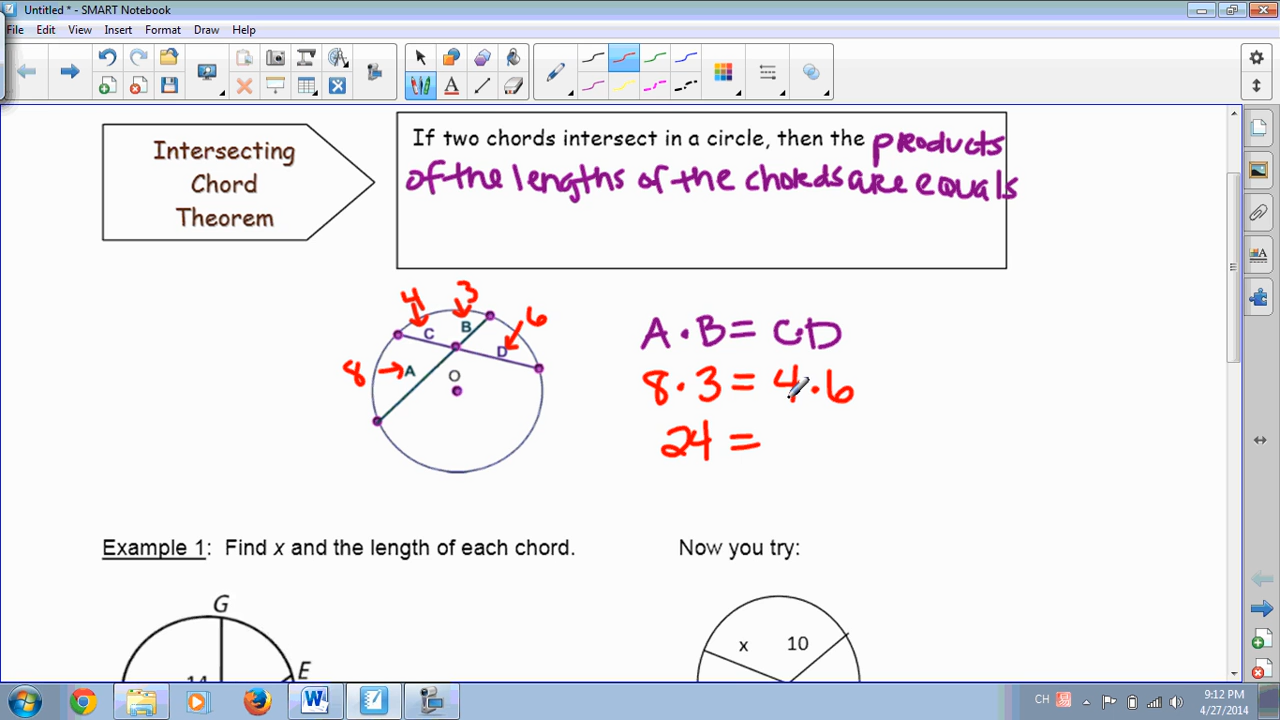 Untitled * - SMART Notebook
File Edit View Insert Format Draw Help
Intersecting
Chord
Theorem
If two chords intersect in a circle, then the products
of the lengths of the chords are equals
4 3 6
C B
8 A D
O
A · B = C·D
8 · 3 = 4 · 6
24 =
Example 1: Find x and the length of each chord.
Now you try:
G
E
14
x 10
CH
9:12 PM
4/27/2014